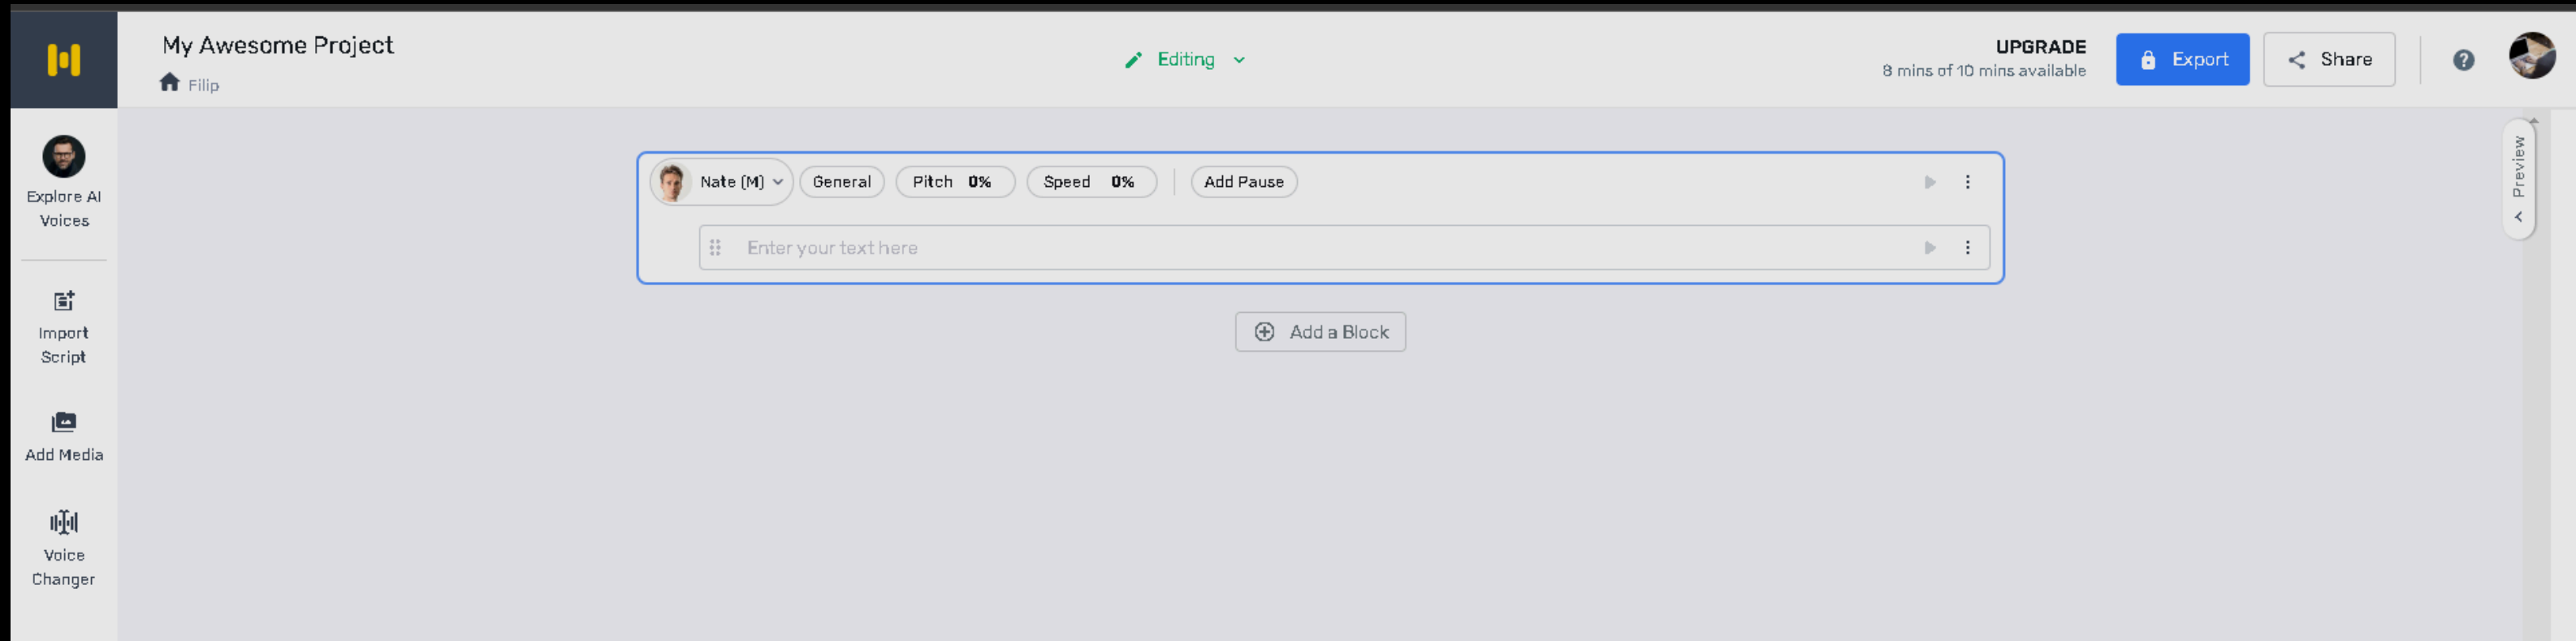 My Awesome Project
Filip
Editing
UPGRADE
8 mins of 10 mins available
Export
Share
?
Explore AI
Voices
Import
Script
Add Media
Voice
Changer
Nate (M)
General
Pitch 0%
Speed 0%
Add Pause
Enter your text here
Add a Block
Preview